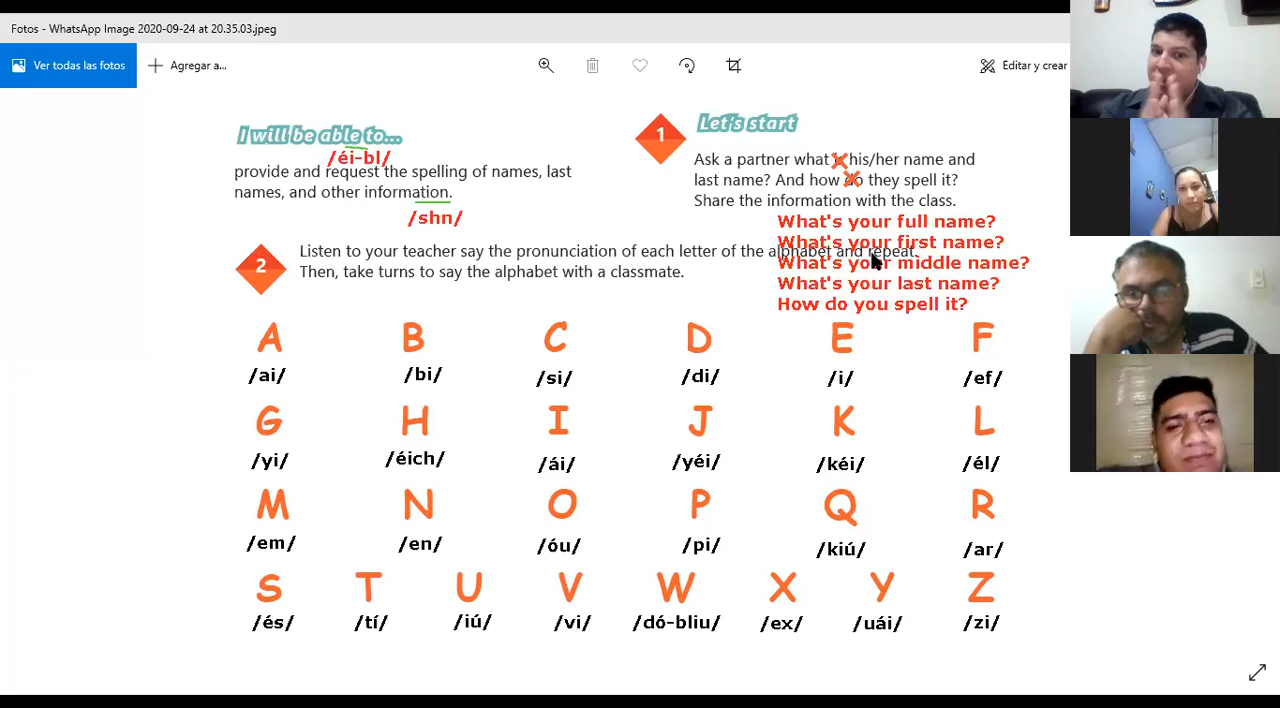 Fotos - WhatsApp Image 2020-09-24 at 20.35.03.jpeg
Ver todas las fotos
Agregar a...
Editar y crear
I will be able to...
/éi-bl/
provide and request the spelling of names, last
names, and other information.
/shn/
1
Let's start
Ask a partner what is his/her name and
last name? And how do they spell it?
Share the information with the class.
What's your full name?
What's your first name?
What's your middle name?
What's your last name?
How do you spell it?
2
Listen to your teacher say the pronunciation of each letter of the alphabet and repeat.
Then, take turns to say the alphabet with a classmate.
A B C D E F
/ai/ /bi/ /si/ /di/ /i/ /ef/
G H I J K L
/yi/ /éich/ /ái/ /yéi/ /kéi/ /él/
M N O P Q R
/em/ /en/ /óu/ /pi/ /kiú/ /ar/
S T U V W X Y Z
/és/ /tí/ /iú/ /vi/ /dó-bliu/ /ex/ /uái/ /zi/